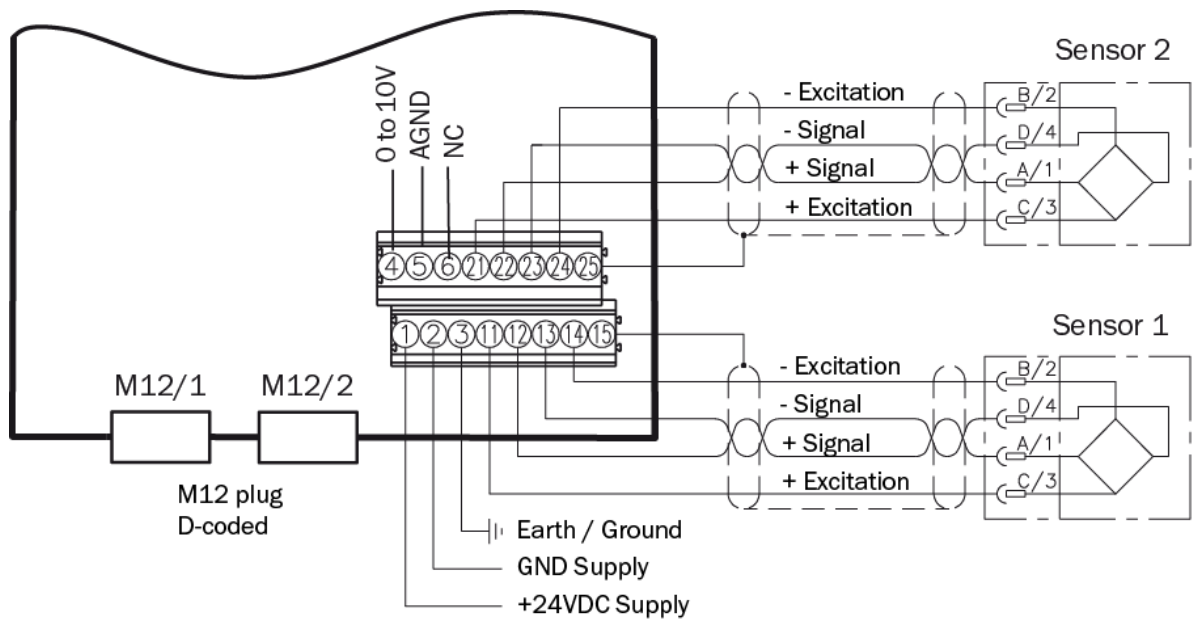 Sensor 2
0 to 10V
AGND
NC
- Excitation
B/2
- Signal
D/4
+ Signal
A/1
+ Excitation
C/3
4 5 6 21 22 23 24 25
1 2 3 11 12 13 14 15
Sensor 1
- Excitation
B/2
- Signal
D/4
+ Signal
A/1
+ Excitation
C/3
M12/1
M12/2
M12 plug
D-coded
Earth / Ground
GND Supply
+24VDC Supply